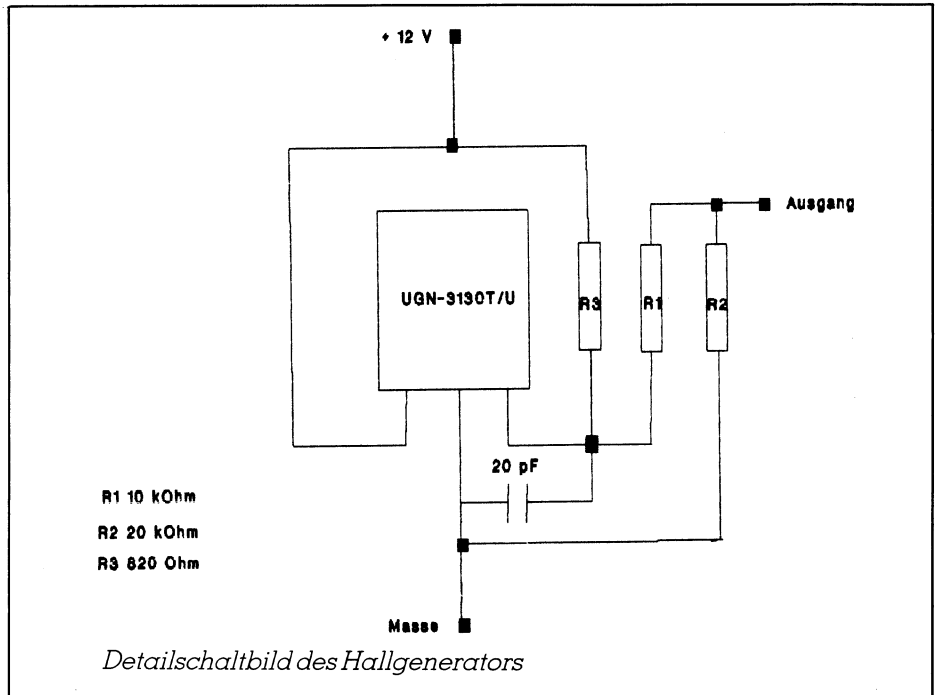 + 12 V
Ausgang
UGN-3130T/U
R3
R1
R2
20 pF
R1 10 kOhm
R2 20 kOhm
R3 820 Ohm
Masse
Detailschaltbild des Hallgenerators